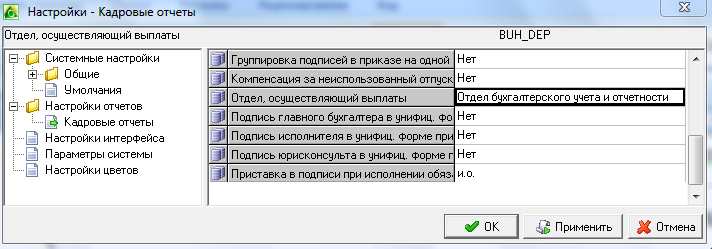 Настройки - Кадровые отчеты
Отдел, осуществляющий выплаты BUH_DEP
Системные настройки
Общие
Умолчания
Настройки отчетов
Кадровые отчеты
Настройки интерфейса
Параметры системы
Настройки цветов
Группировка подписей в приказе на одной Нет
Компенсация за неиспользованный отпуск Нет
Отдел, осуществляющий выплаты Отдел бухгалтерского учета и отчетности
Подпись главного бухгалтера в унифиц. фо Нет
Подпись исполнителя в унифиц. форме при Нет
Подпись юрисконсульта в унифиц. форме г Нет
Приставка в подписи при исполнении обяза и.о.
OK Применить Отмена